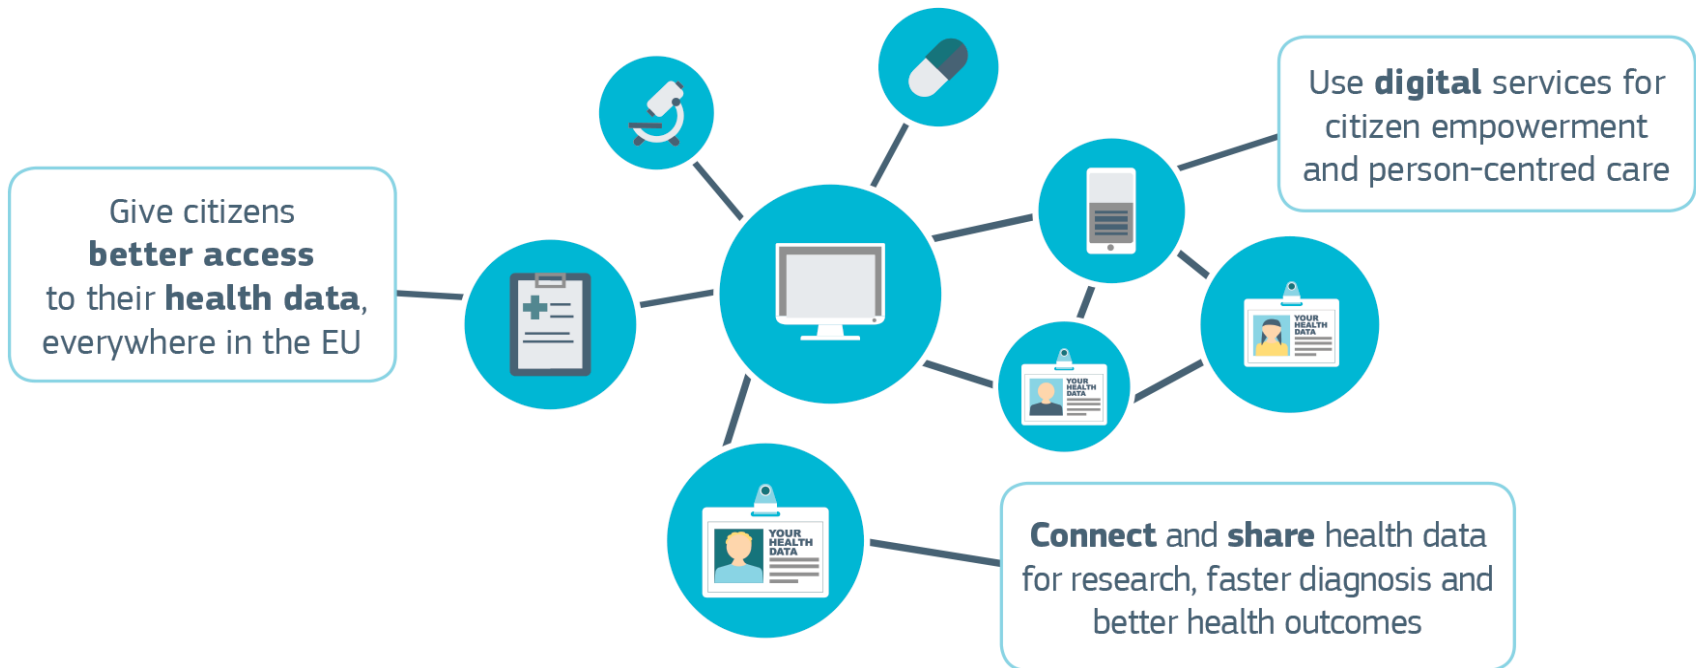 Use digital services for
citizen empowerment
and person-centred care
Give citizens
better access
to their health data,
everywhere in the EU
YOUR
HEALTH
DATA
YOUR
HEALTH
DATA
YOUR
HEALTH
DATA
Connect and share health data
for research, faster diagnosis and
better health outcomes